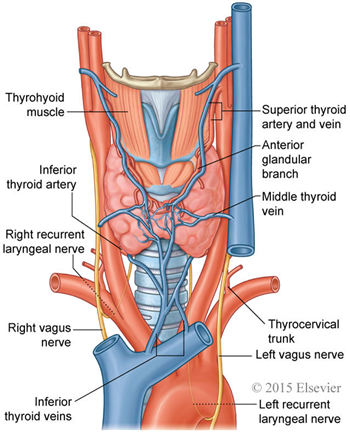 Thyrohyoid
muscle
Superior thyroid
artery and vein
Anterior
glandular
branch
Inferior
thyroid artery
Middle thyroid
vein
Right recurrent
laryngeal nerve
Right vagus
nerve
Thyrocervical
trunk
Left vagus nerve
Inferior
thyroid veins
© 2015 Elsevier
Left recurrent
laryngeal nerve